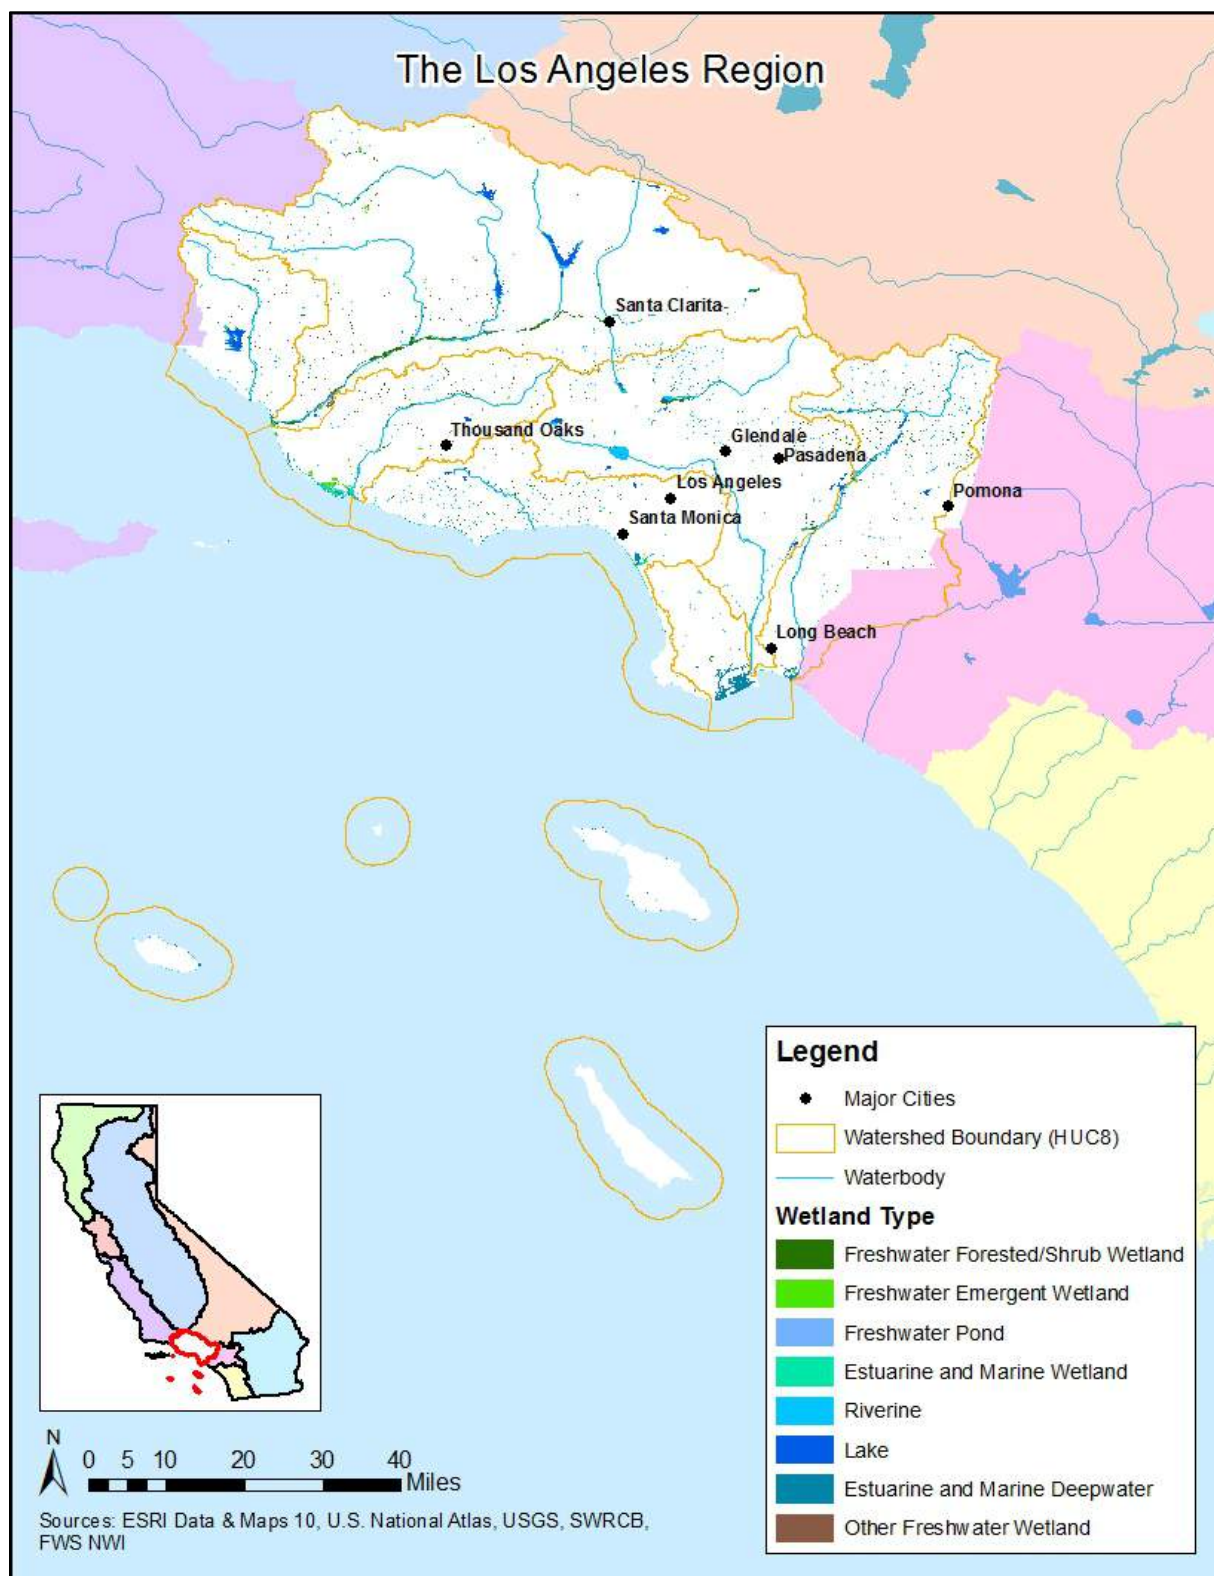 The Los Angeles Region
Santa Clarita
Thousand Oaks
Glendale
Pasadena
Los Angeles
Pomona
Santa Monica
Long Beach
Legend
Major Cities
Watershed Boundary (HUC8)
Waterbody
Wetland Type
Freshwater Forested/Shrub Wetland
Freshwater Emergent Wetland
Freshwater Pond
Estuarine and Marine Wetland
Riverine
Lake
Estuarine and Marine Deepwater
Other Freshwater Wetland
N
0 5 10 20 30 40
Miles
Sources: ESRI Data & Maps 10, U.S. National Atlas, USGS, SWRCB,
FWS NWI